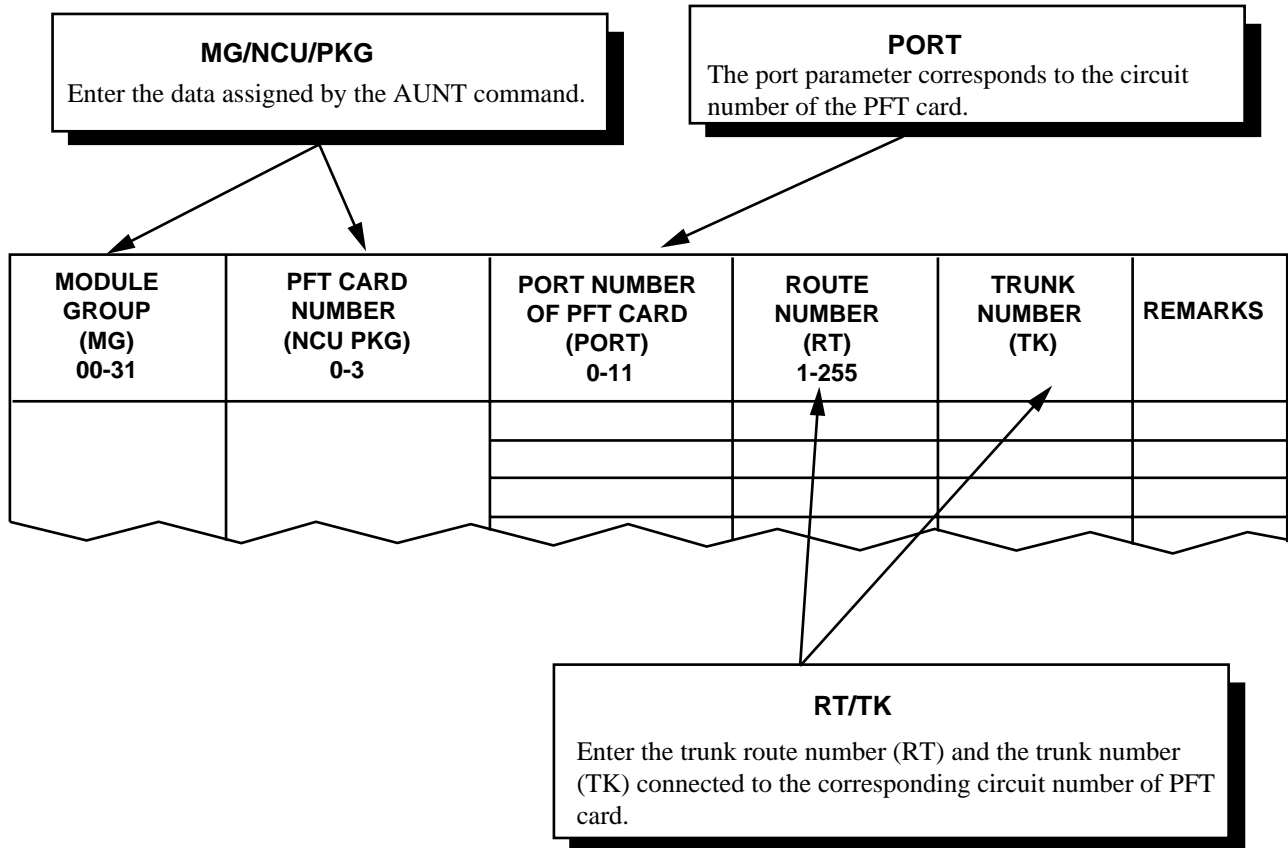 MG/NCU/PKG
Enter the data assigned by the AUNT command.
PORT
The port parameter corresponds to the circuit
number of the PFT card.
MODULE
GROUP
(MG)
00-31
PFT CARD
NUMBER
(NCU PKG)
0-3
PORT NUMBER
OF PFT CARD
(PORT)
0-11
ROUTE
NUMBER
(RT)
1-255
TRUNK
NUMBER
(TK)
REMARKS
RT/TK
Enter the trunk route number (RT) and the trunk number
(TK) connected to the corresponding circuit number of PFT
card.